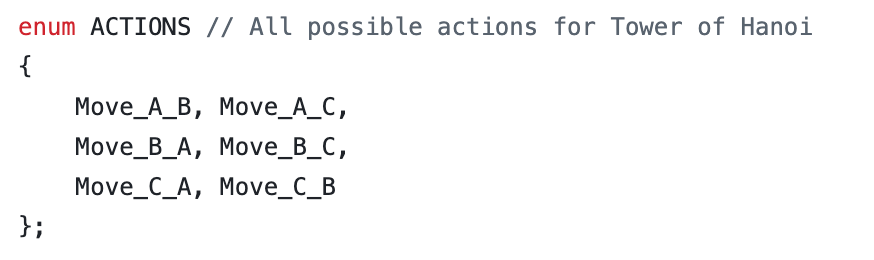 enum ACTIONS // All possible actions for Tower of Hanoi
{
    Move_A_B, Move_A_C,
    Move_B_A, Move_B_C,
    Move_C_A, Move_C_B
};